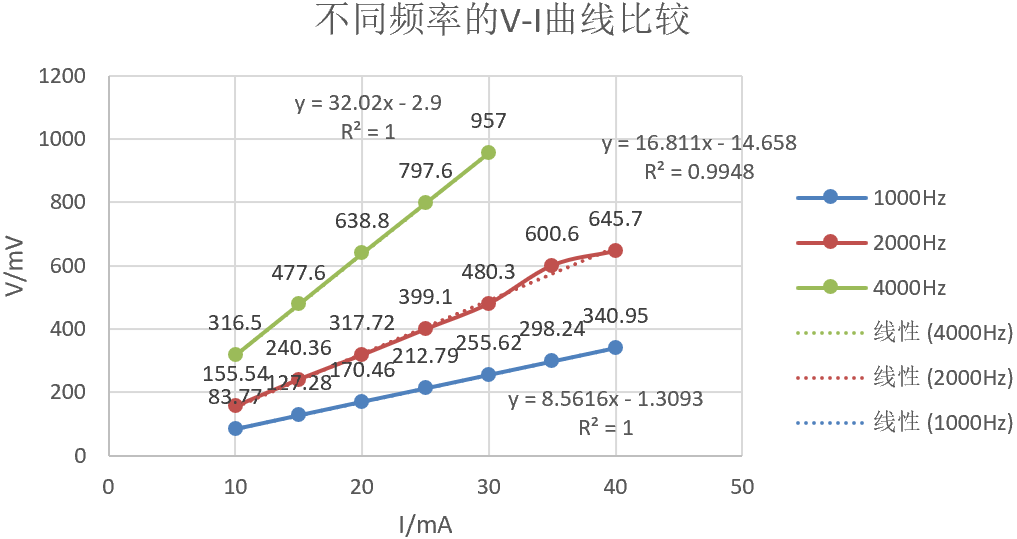 不同频率的V-I曲线比较
1200
1000
800
600
400
200
0
V/mV
y = 32.02x - 2.9
R² = 1
957
797.6
638.8
477.6
316.5
y = 16.811x - 14.658
R² = 0.9948
645.7
600.6
480.3
399.1
317.72
240.36
155.54
340.95
298.24
255.62
212.79
170.46
127.28
83.77
y = 8.5616x - 1.3093
R² = 1
0
10
20
30
40
50
I/mA
1000Hz
2000Hz
4000Hz
线性 (4000Hz)
线性 (2000Hz)
线性 (1000Hz)